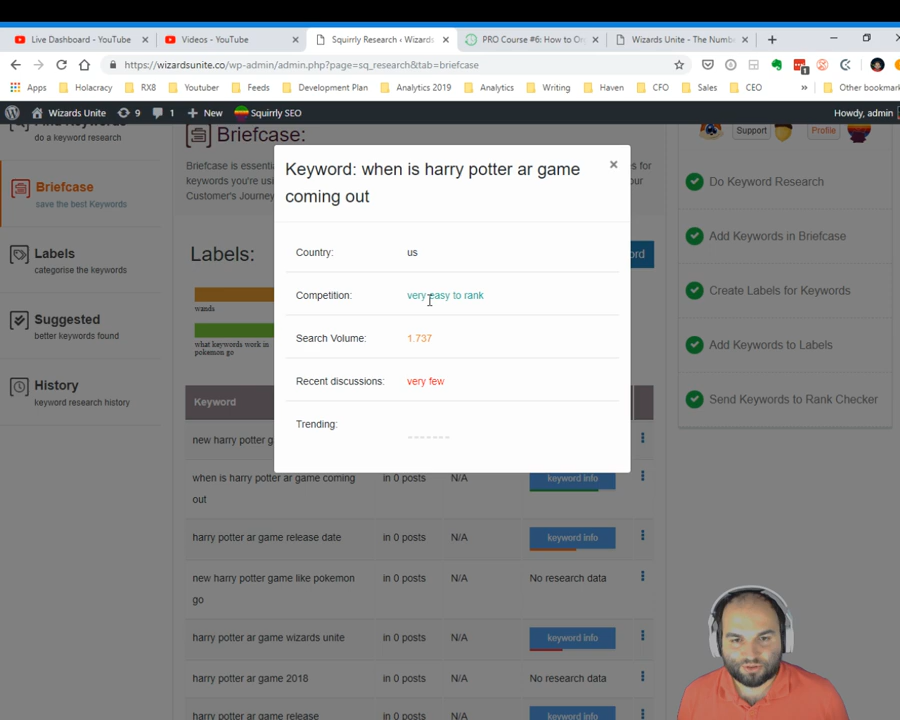 Live Dashboard - YouTube
Videos - YouTube
Squirrly Research ‹ Wizards
PRO Course #6: How to On
Wizards Unite - The Numbe
https://wizardsunite.co/wp-admin/admin.php?page=sq_research&tab=briefcase
Apps
Holacracy
RX8
Youtuber
Feeds
Development Plan
Analytics 2019
Analytics
Writing
Haven
CFO
Sales
CEO
»
Other bookmark
Wizards Unite
9
1
New
Squirrly SEO
Howdy, admin
do a keyword research
Briefcase
save the best Keywords
Labels
categorise the keywords
Suggested
better keywords found
History
keyword research history
Briefcase:
Briefcase is essenti
keywords you're usi
Customer's Journey
es for
Labels:
ord
wands
what keywords work in
pokemon go
Keyword: when is harry potter ar game
coming out
×
Country: us
Competition: very easy to rank
Search Volume: 1.737
Recent discussions: very few
Trending:
Keyword
new harry potter g
when is harry potter ar game coming
out
in 0 posts
N/A
keyword info
harry potter ar game release date
in 0 posts
N/A
keyword info
new harry potter game like pokemon
go
in 0 posts
N/A
No research data
harry potter ar game wizards unite
in 0 posts
N/A
keyword info
harry potter ar game 2018
in 0 posts
N/A
No research data
harry potter ar game release
in 0 posts
N/A
keyword info
Support
Profile
Do Keyword Research
Add Keywords in Briefcase
Create Labels for Keywords
Add Keywords to Labels
Send Keywords to Rank Checker